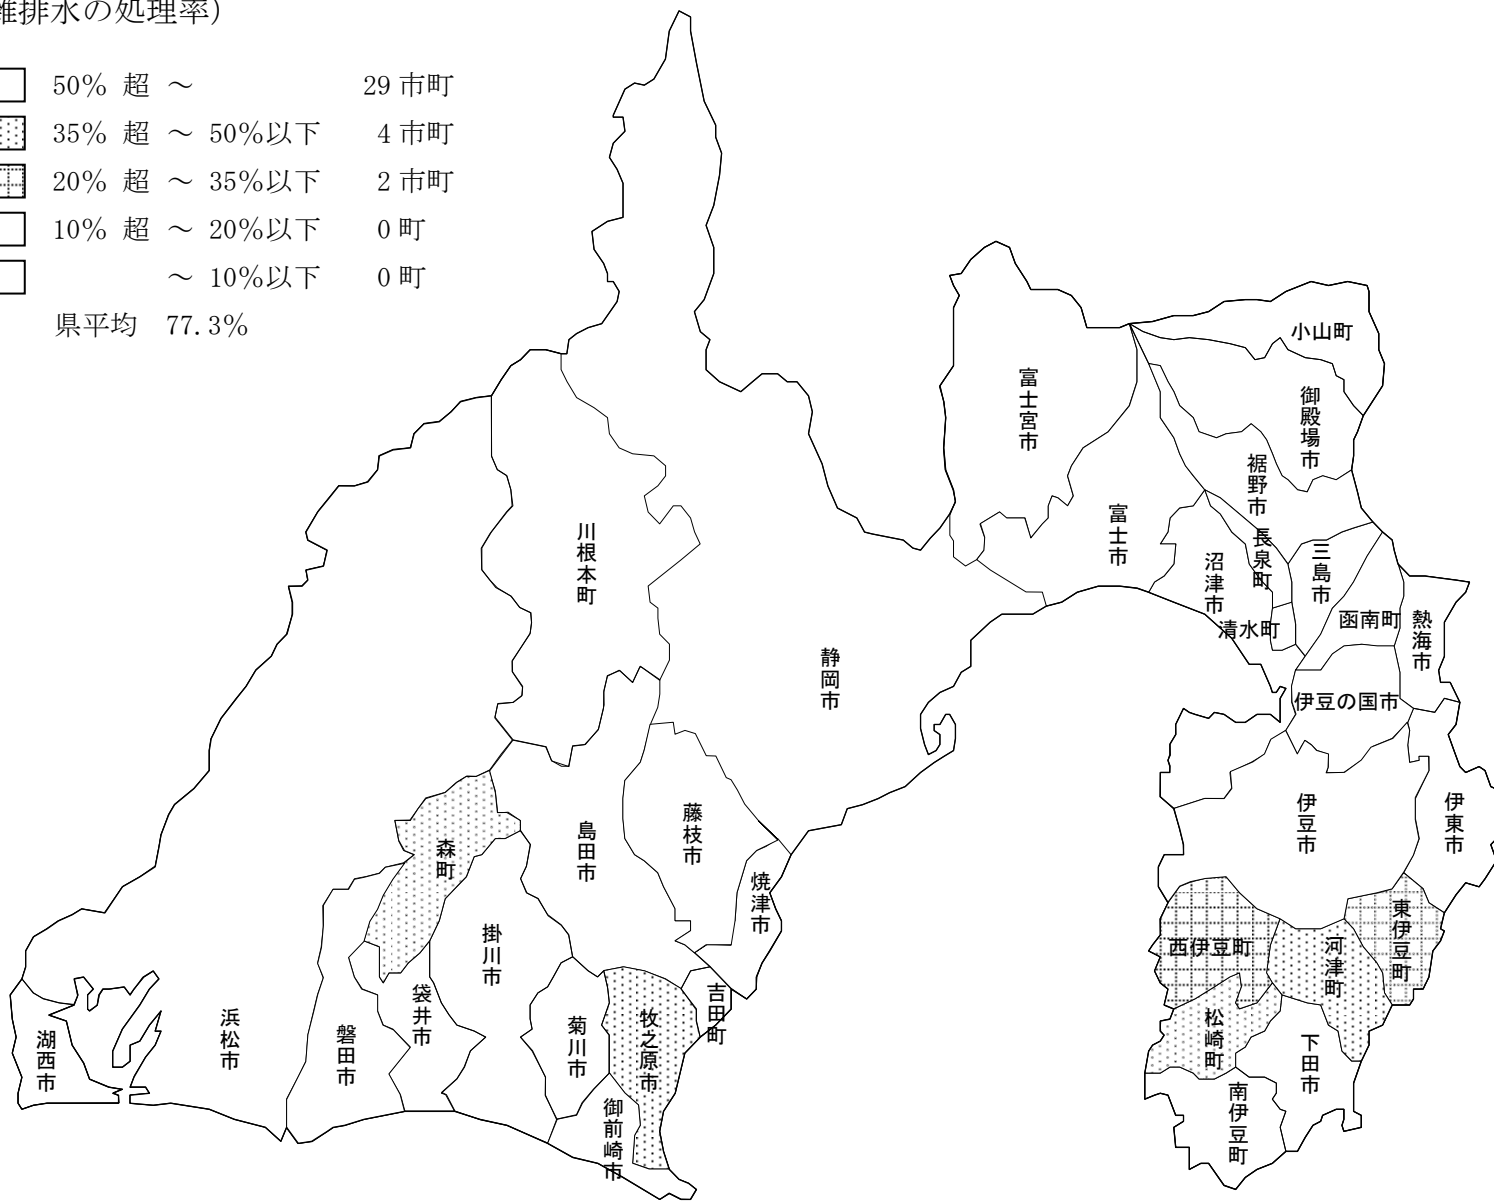 雑排水の処理率)
50% 超 ～ 29 市町
35% 超 ～ 50%以下 4 市町
20% 超 ～ 35%以下 2 市町
10% 超 ～ 20%以下 0 町
～ 10%以下 0 町
県平均 77.3%
小山町
富士宮市
御殿場市
裾野市
川根本町
富士市
長泉町
三島市
沼津市
清水町
函南町
熱海市
静岡市
伊豆の国市
伊豆市
伊東市
藤枝市
島田市
森町
焼津市
掛川市
東伊豆町
西伊豆町
河津町
袋井市
吉田町
牧之原市
菊川市
松崎町
浜松市
磐田市
湖西市
下田市
南伊豆町
御前崎市